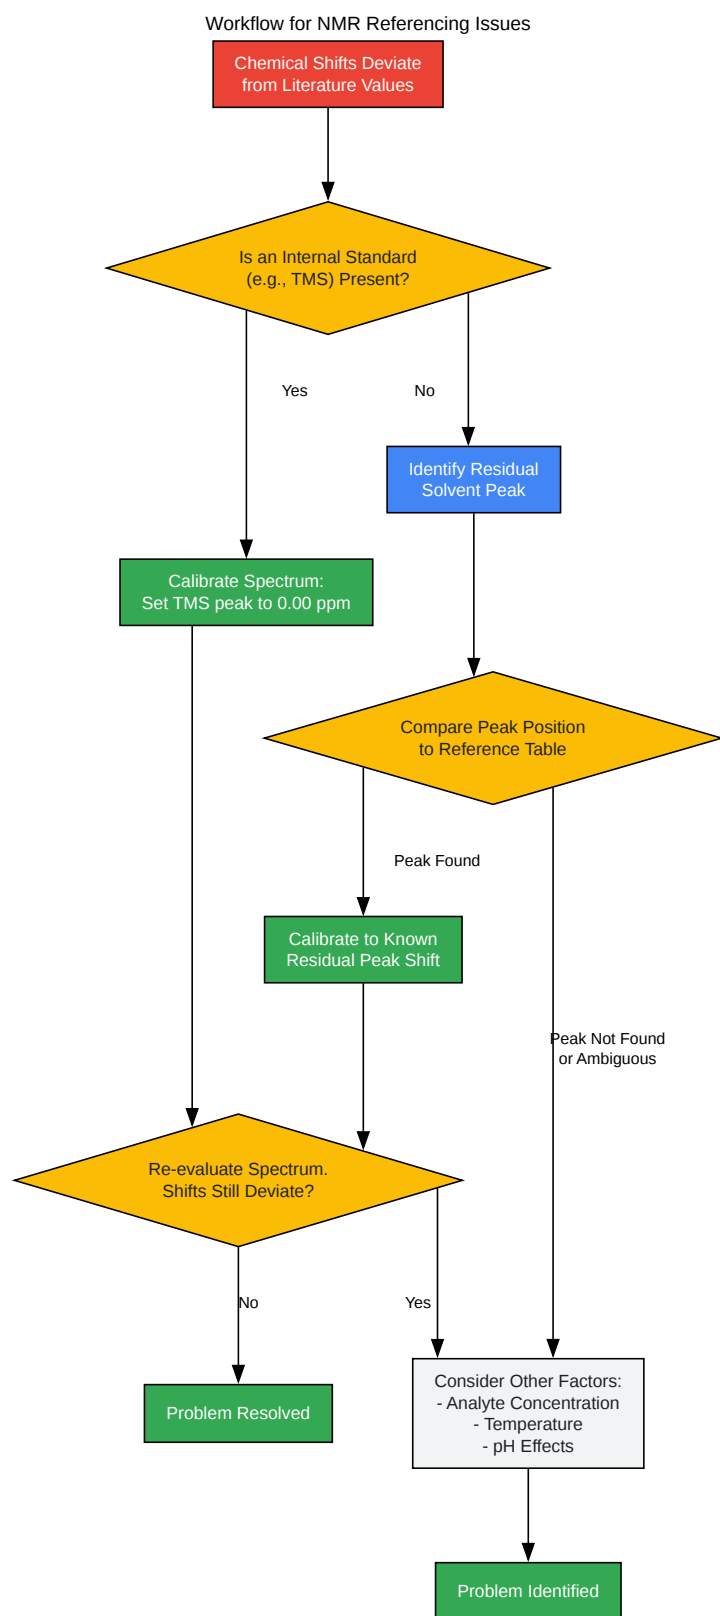 Workflow for NMR Referencing Issues
Chemical Shifts Deviate
from Literature Values
Is an Internal Standard
(e.g., TMS) Present?
Yes
No
Identify Residual
Solvent Peak
Calibrate Spectrum:
Set TMS peak to 0.00 ppm
Compare Peak Position
to Reference Table
Peak Found
Calibrate to Known
Residual Peak Shift
Peak Not Found
or Ambiguous
Re-evaluate Spectrum.
Shifts Still Deviate?
No
Yes
Consider Other Factors:
- Analyte Concentration
- Temperature
- pH Effects
Problem Resolved
Problem Identified